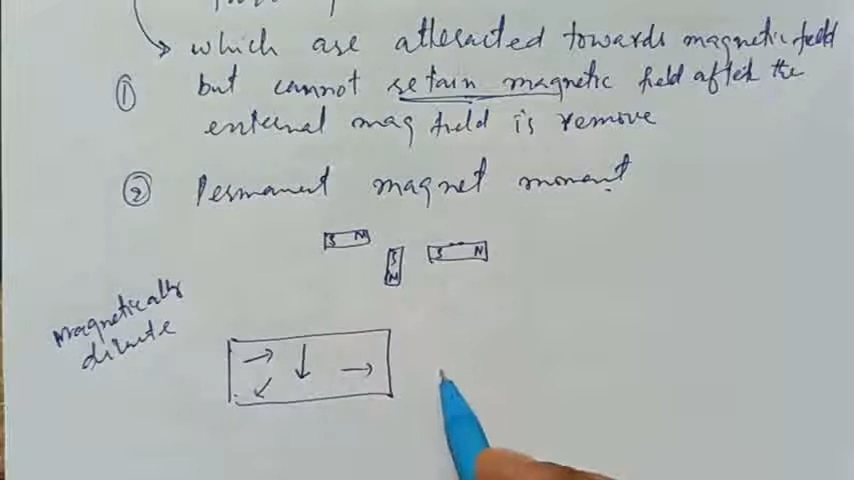 which are attracted towards magnetic field
① but cannot retain magnetic field after the
external mag field is remove
② Permanent magnet moment.
S N
S N
S N
Magnetically
dilute